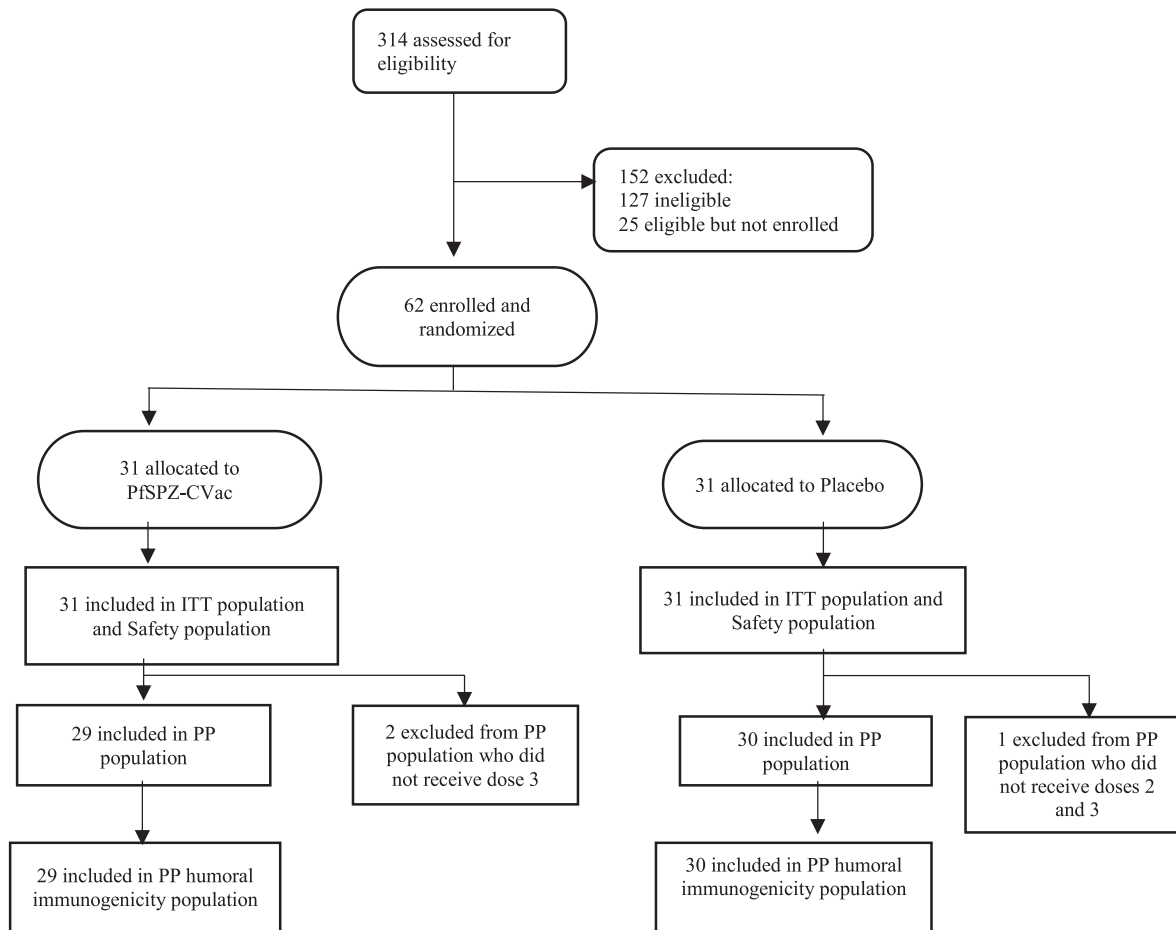 314 assessed for
eligibility
152 excluded:
127 ineligible
25 eligible but not enrolled
62 enrolled and
randomized
31 allocated to
PfSPZ-CVac
31 allocated to Placebo
31 included in ITT population
and Safety population
31 included in ITT population and
Safety population
29 included in PP
population
2 excluded from PP
population who did
not receive dose 3
30 included in PP
population
1 excluded from PP
population who did
not receive doses 2
and 3
29 included in PP humoral
immunogenicity population
30 included in PP humoral
immunogenicity population